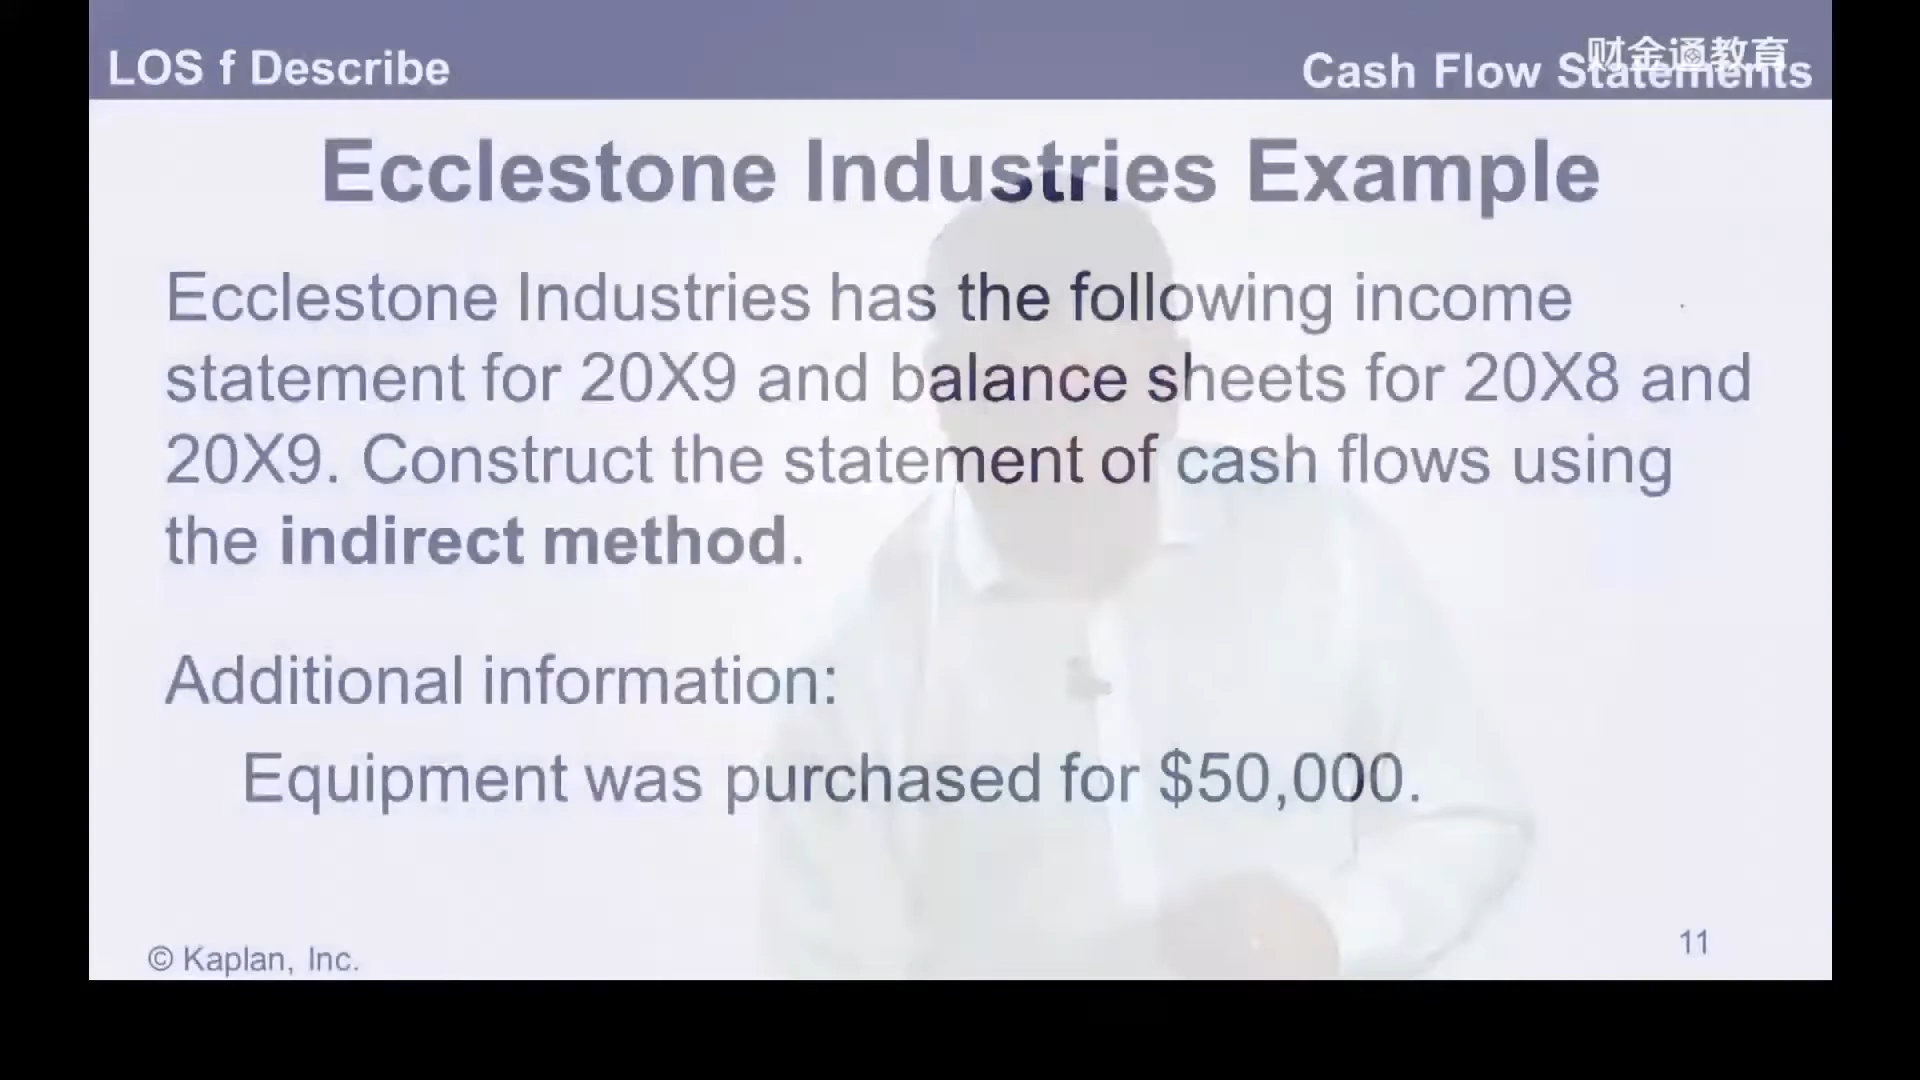 LOS f Describe
Cash Flow Statements
财金通教育
Ecclestone Industries Example
Ecclestone Industries has the following income
statement for 20X9 and balance sheets for 20X8 and
20X9. Construct the statement of cash flows using
the indirect method.
Additional information:
Equipment was purchased for $50,000.
© Kaplan, Inc.
11